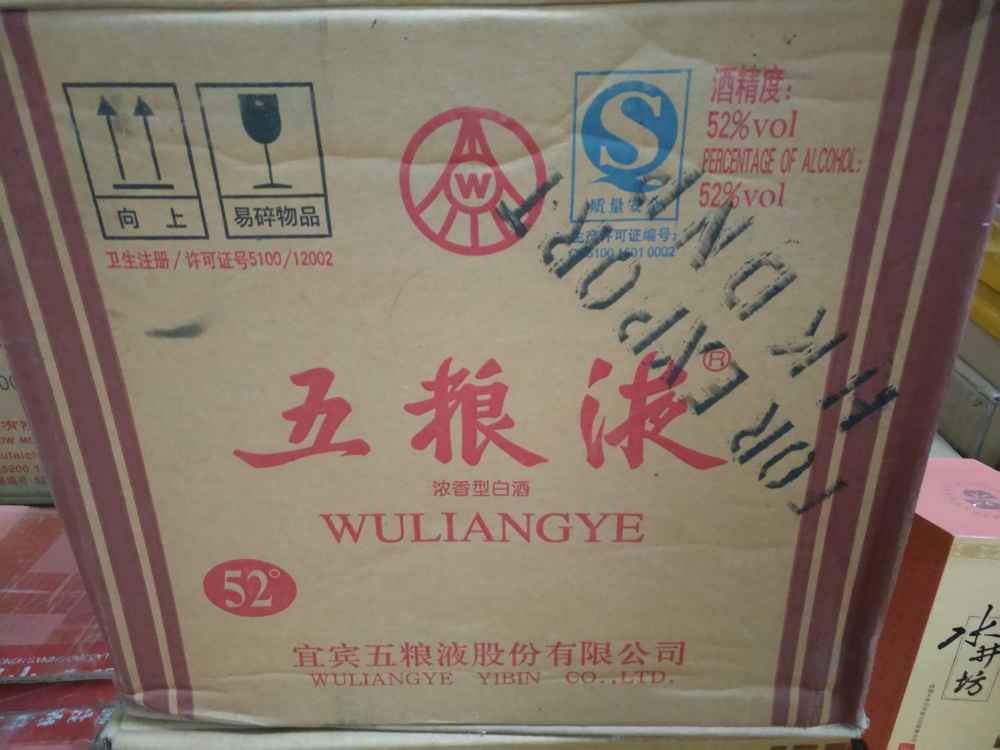 向 上
易碎物品
卫生注册/许可证号5100/12002
W
S
质量安全
生产许可证编号:
酒精度:
52%vol
PERCENTAGE OF ALCOHOL:
52%vol
FOR EXPORT
五粮液®
浓香型白酒
WULIANGYE
52°
宜宾五粮液股份有限公司
WULIANGYE YIBIN CO.,LTD.
水井坊